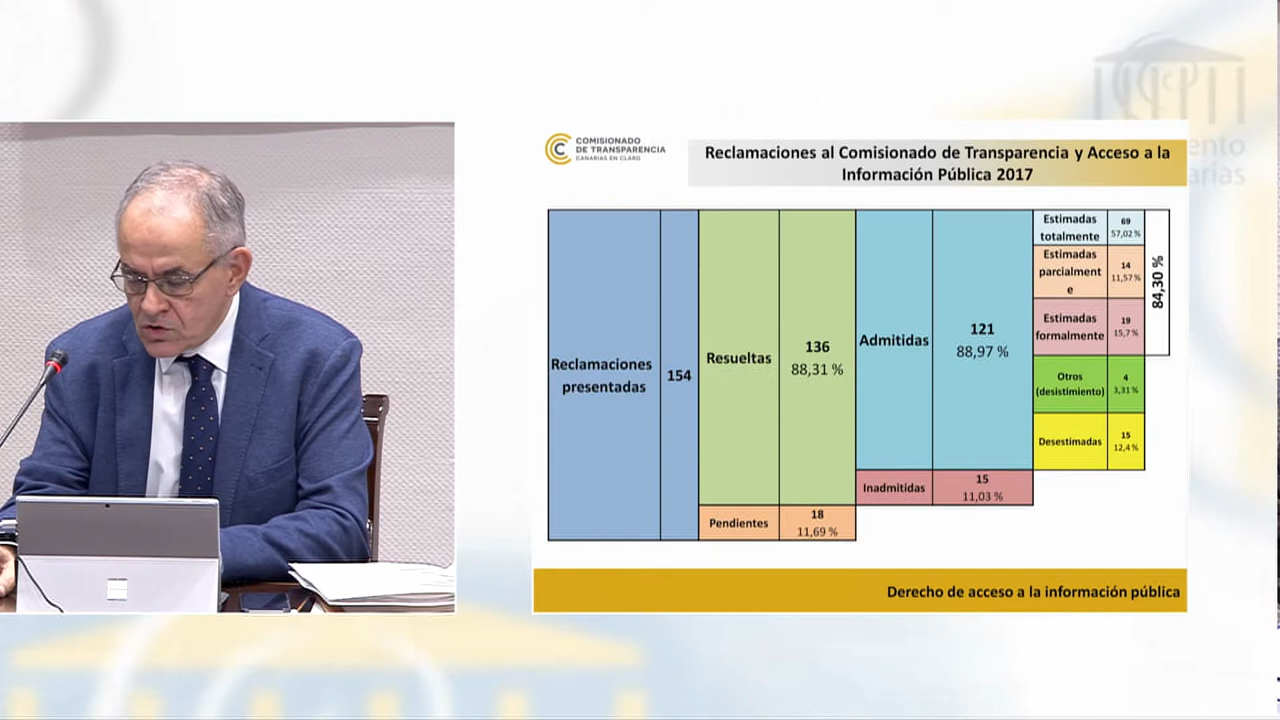 COMISIONADO
DE TRANSPARENCIA
CANARIAS EN CLARO
Reclamaciones al Comisionado de Transparencia y Acceso a la
Información Pública 2017
Reclamaciones
presentadas
154
Resueltas
136
88,31 %
Pendientes
18
11,69 %
Admitidas
121
88,97 %
Inadmitidas
15
11,03 %
Estimadas
totalmente
69
57,02 %
Estimadas
parcialment
e
14
11,57%
Estimadas
formalmente
19
15,7%
Otros
(desistimiento)
4
3,31%
Desestimadas
15
12,4%
84,30 %
Derecho de acceso a la información pública
ento
arias